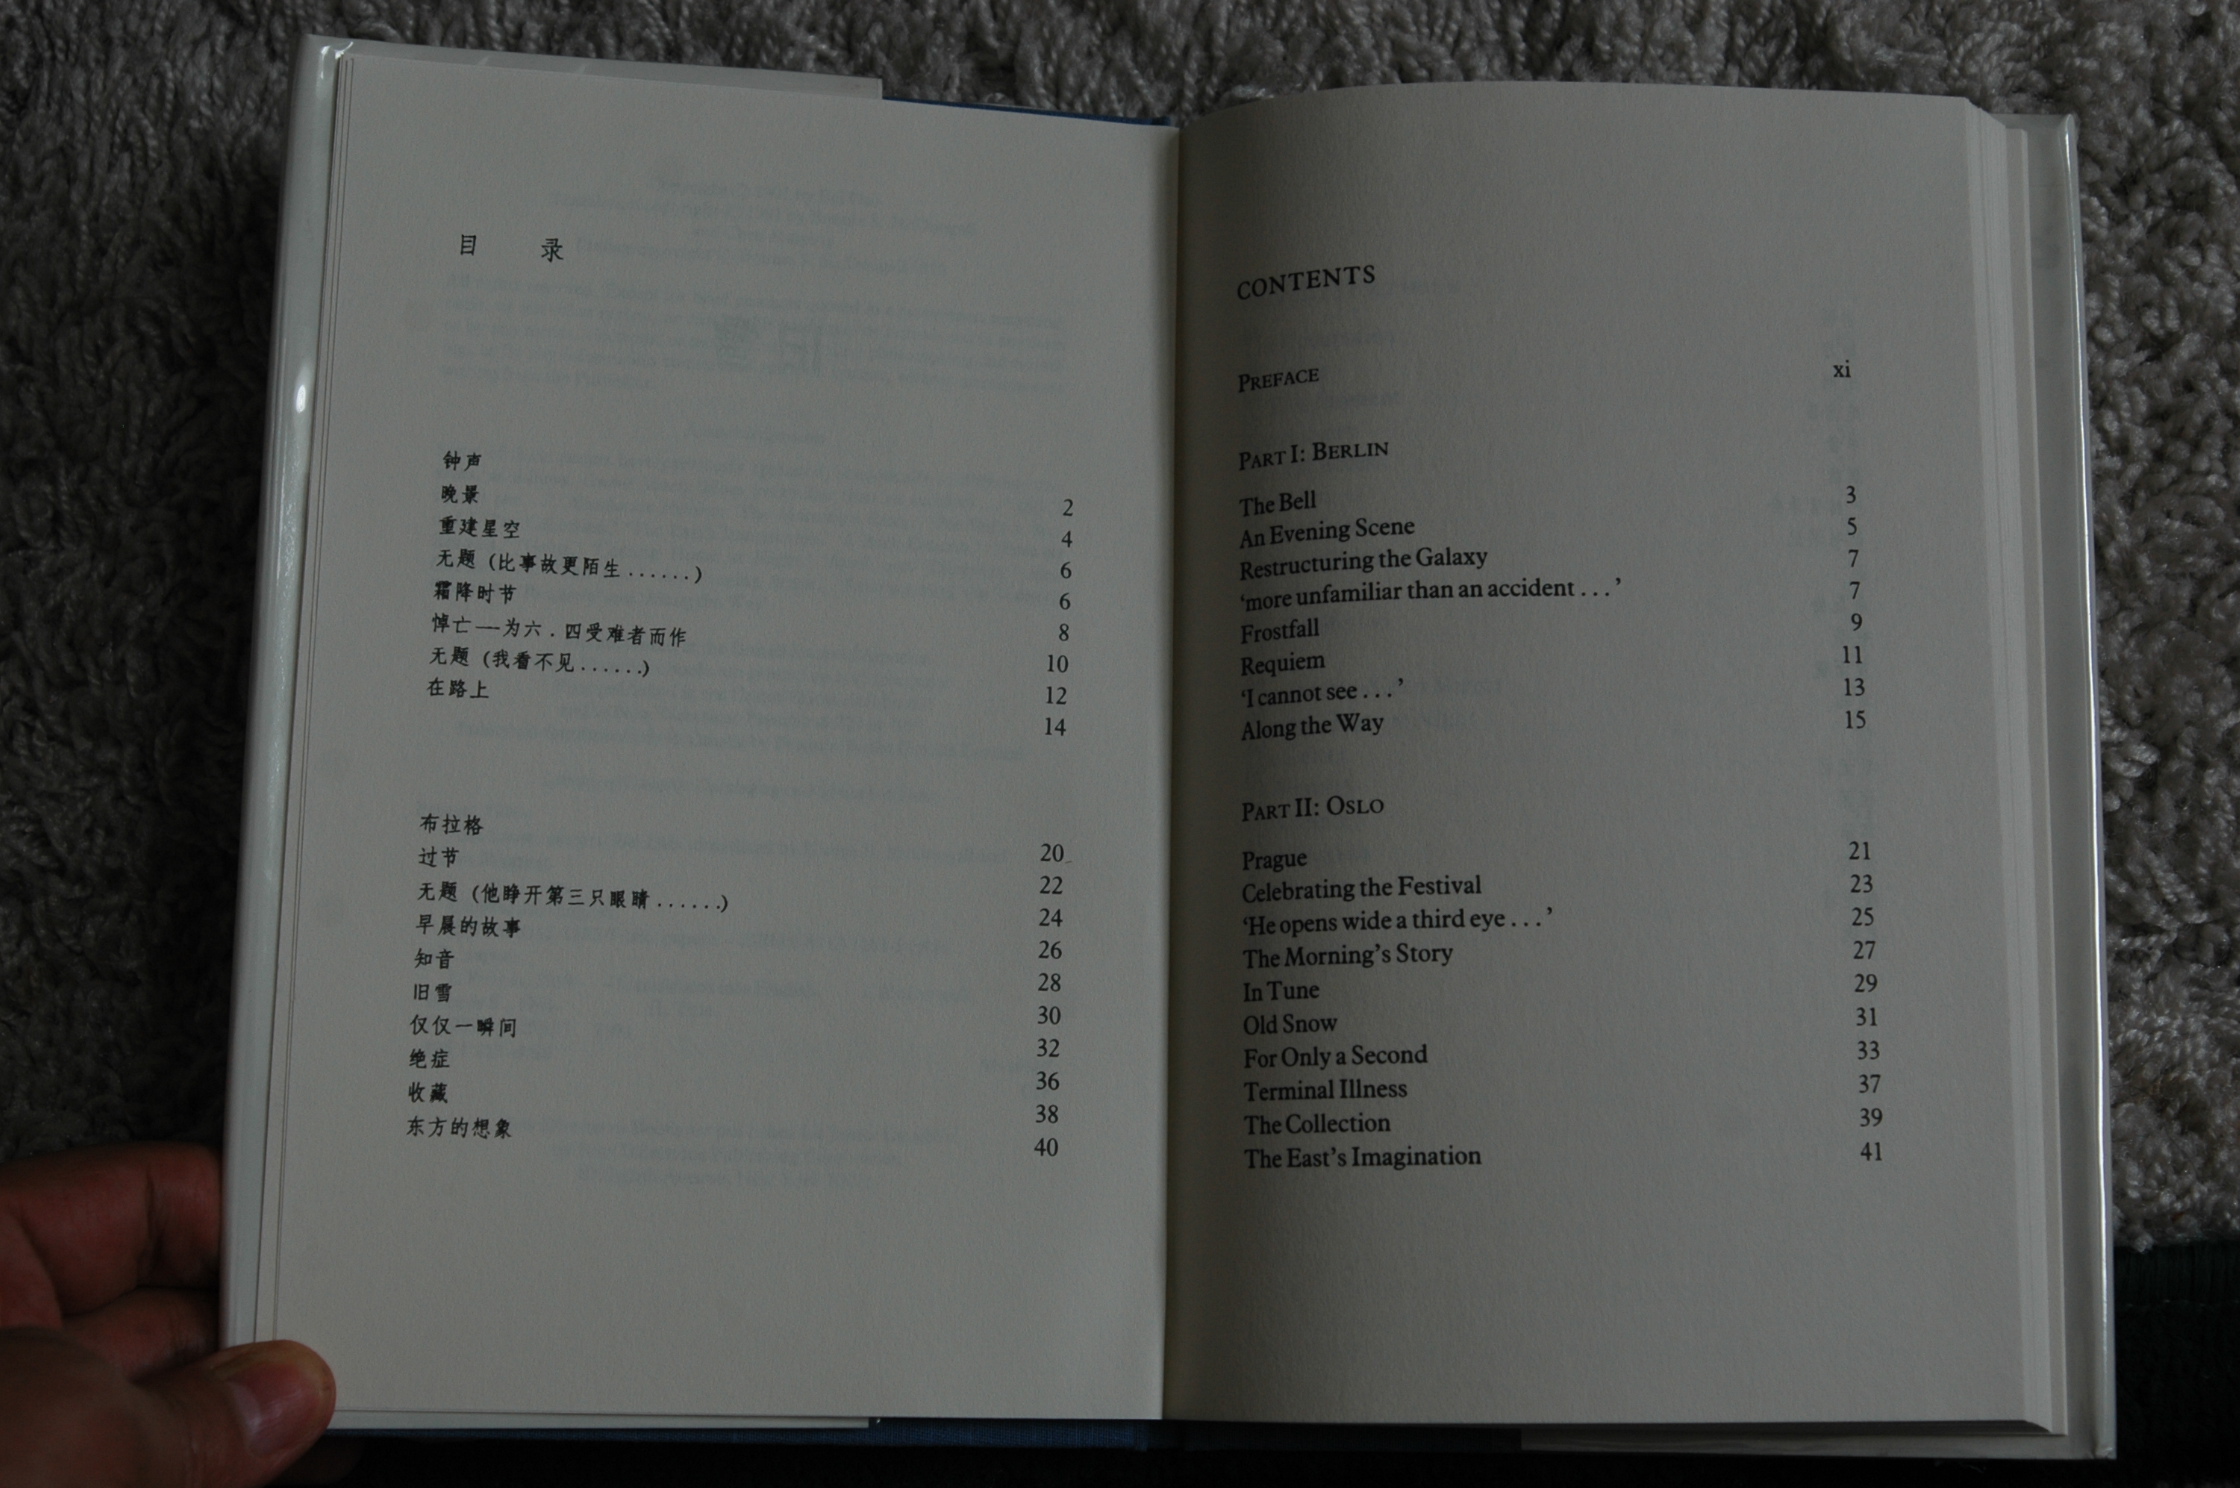 目 录
钟声 2
晚景 4
重建星空 6
无题 (比事故更陌生......) 6
霜降时节 8
悼亡—为六.四受难者而作 10
无题 (我看不见......) 12
在路上 14
布拉格 20
过节 22
无题 (他睁开第三只眼睛......) 24
早晨的故事 26
知音 28
旧雪 30
仅仅一瞬间 32
绝症 36
收藏 38
东方的想象 40
CONTENTS
PREFACE xi
PART I: BERLIN
The Bell 3
An Evening Scene 5
Restructuring the Galaxy 7
‘more unfamiliar than an accident . . .’ 7
Frostfall 9
Requiem 11
‘I cannot see . . .’ 13
Along the Way 15
PART II: OSLO
Prague 21
Celebrating the Festival 23
‘He opens wide a third eye . . .’ 25
The Morning’s Story 27
In Tune 29
Old Snow 31
For Only a Second 33
Terminal Illness 37
The Collection 39
The East’s Imagination 41